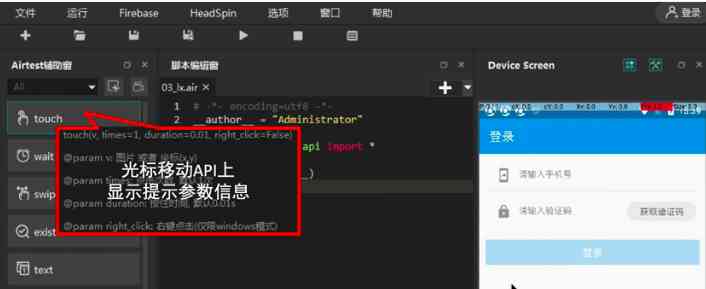 文件 运行 Firebase HeadSpin 选项 窗口 帮助 登录
Airtest辅助窗 脚本编辑窗 Device Screen
All 03_lx.air
touch
wait
swip
exist
text
touch(v, times=1, duration=0.01, right_click=False)
@param v: 图片 或者 坐标(x,y)
@param times
@param duration: 按住时间, 默认0.01s
@param right_click: 右键点击(仅限windows模式)
光标移动API上
显示提示参数信息
1 # -*- encoding=utf8 -*-
2 __author__ = "Administrator"
api import *
)
登录
请输入手机号
请输入验证码 获取验证码
登录